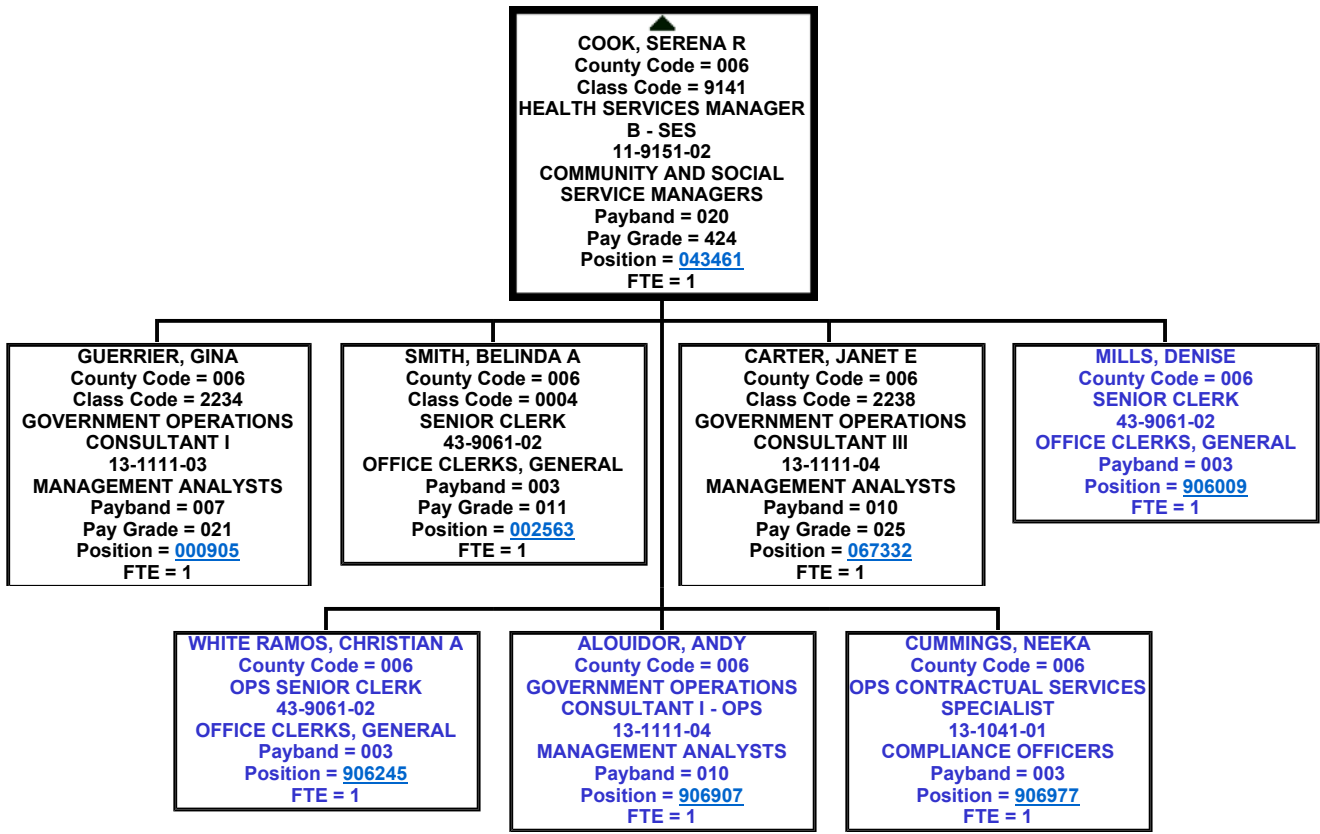 COOK, SERENA R
County Code = 006
Class Code = 9141
HEALTH SERVICES MANAGER
B - SES
11-9151-02
COMMUNITY AND SOCIAL
SERVICE MANAGERS
Payband = 020
Pay Grade = 424
Position = 043461
FTE = 1
GUERRIER, GINA
County Code = 006
Class Code = 2234
GOVERNMENT OPERATIONS
CONSULTANT I
13-1111-03
MANAGEMENT ANALYSTS
Payband = 007
Pay Grade = 021
Position = 000905
FTE = 1
SMITH, BELINDA A
County Code = 006
Class Code = 0004
SENIOR CLERK
43-9061-02
OFFICE CLERKS, GENERAL
Payband = 003
Pay Grade = 011
Position = 002563
FTE = 1
CARTER, JANET E
County Code = 006
Class Code = 2238
GOVERNMENT OPERATIONS
CONSULTANT III
13-1111-04
MANAGEMENT ANALYSTS
Payband = 010
Pay Grade = 025
Position = 067332
FTE = 1
MILLS, DENISE
County Code = 006
SENIOR CLERK
43-9061-02
OFFICE CLERKS, GENERAL
Payband = 003
Position = 906009
FTE = 1
WHITE RAMOS, CHRISTIAN A
County Code = 006
OPS SENIOR CLERK
43-9061-02
OFFICE CLERKS, GENERAL
Payband = 003
Position = 906245
FTE = 1
ALOUIDOR, ANDY
County Code = 006
GOVERNMENT OPERATIONS
CONSULTANT I - OPS
13-1111-04
MANAGEMENT ANALYSTS
Payband = 010
Position = 906907
FTE = 1
CUMMINGS, NEEKA
County Code = 006
OPS CONTRACTUAL SERVICES
SPECIALIST
13-1041-01
COMPLIANCE OFFICERS
Payband = 003
Position = 906977
FTE = 1